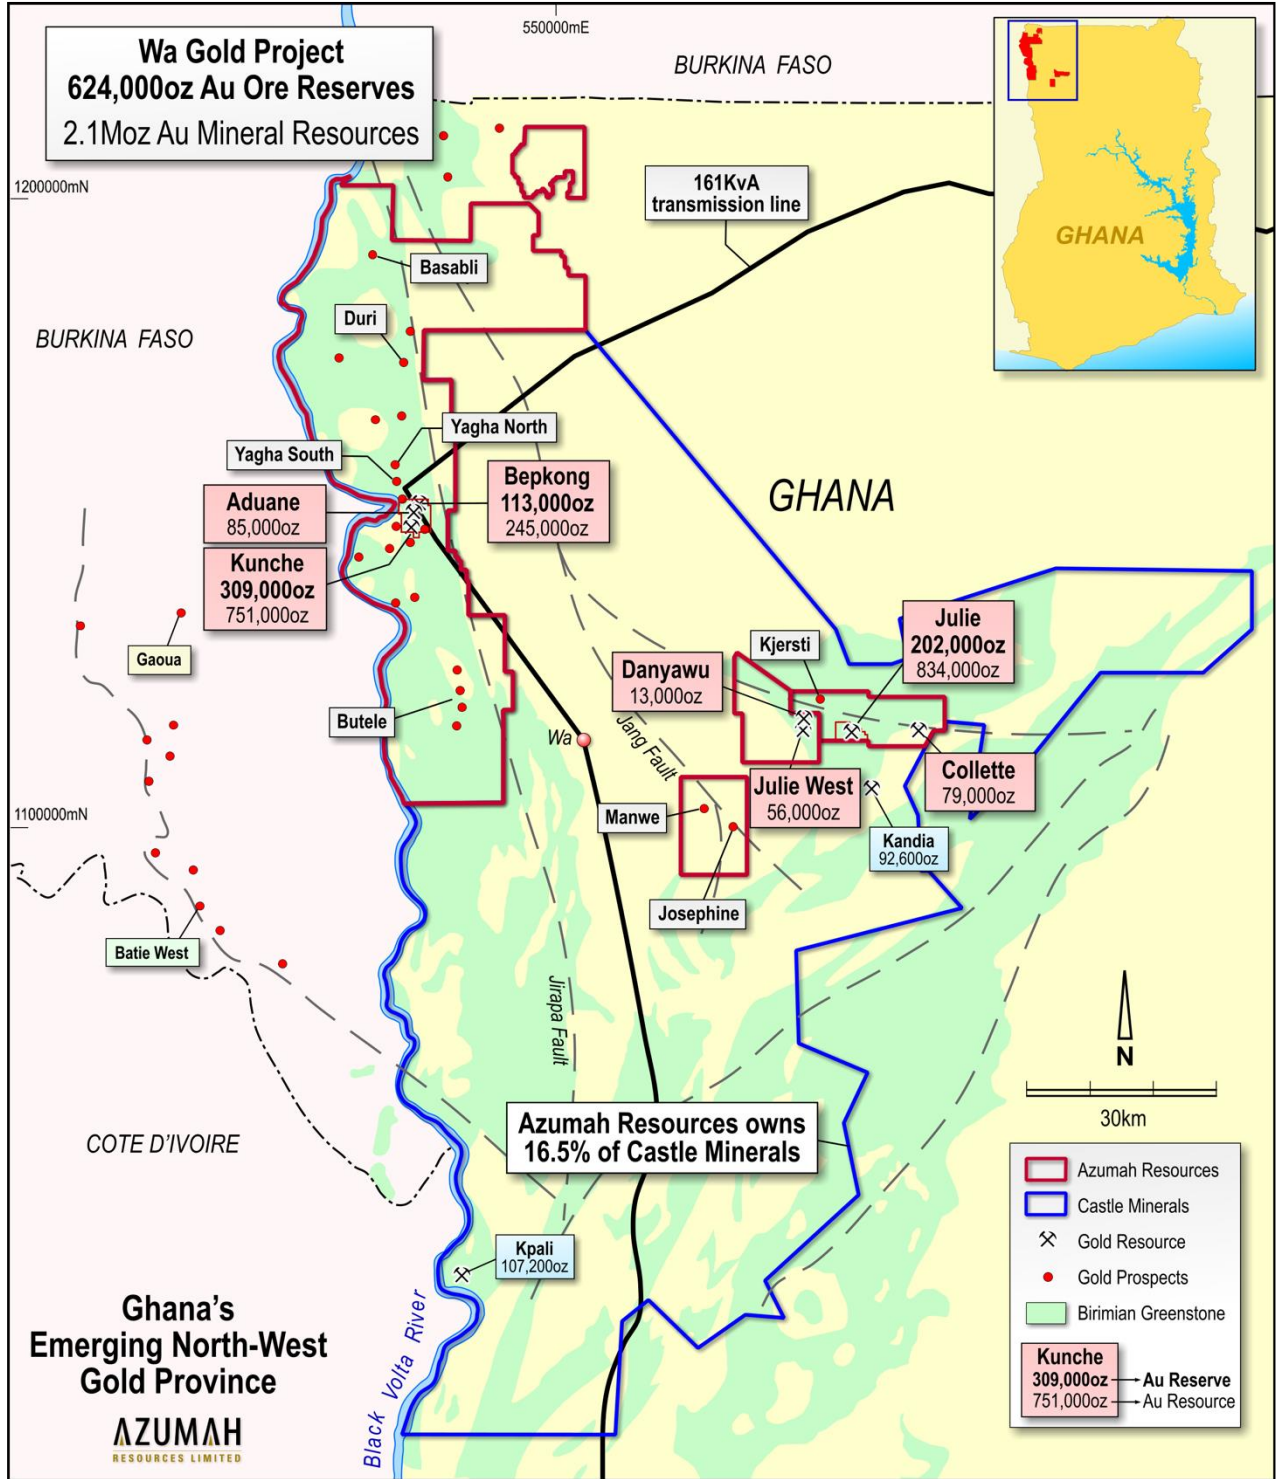 550000mE
Wa Gold Project
624,000oz Au Ore Reserves
2.1Moz Au Mineral Resources
BURKINA FASO
1200000mN
161KvA
transmission line
GHANA
Basabli
Duri
BURKINA FASO
Yagha North
Yagha South
Bepkong
113,000oz
245,000oz
Aduane
85,000oz
Kunche
309,000oz
751,000oz
GHANA
Gaoua
Julie
202,000oz
834,000oz
Kjersti
Danyawu
13,000oz
Butele
Wa
Jang Fault
Julie West
56,000oz
Collette
79,000oz
Manwe
1100000mN
Kandia
92,600oz
Josephine
Batie West
Jirapa Fault
N
30km
COTE D'IVOIRE
Azumah Resources owns
16.5% of Castle Minerals
Kpali
107,200oz
Black Volta River
Ghana's
Emerging North-West
Gold Province
AZUMAH
RESOURCES LIMITED
Azumah Resources
Castle Minerals
Gold Resource
Gold Prospects
Birimian Greenstone
Kunche
309,000oz Au Reserve
751,000oz Au Resource